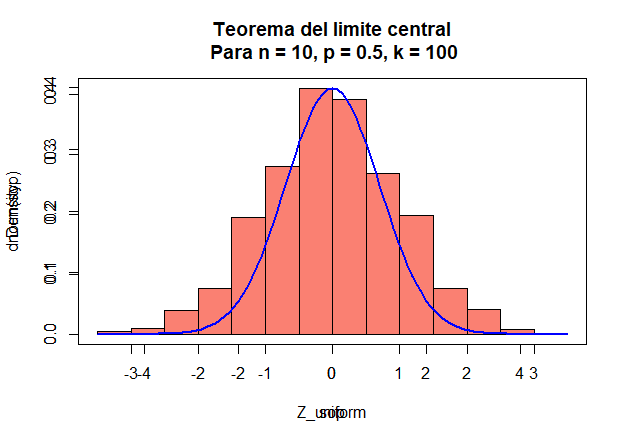 Teorema del limite central
Para n = 10, p = 0.5, k = 100
0.4
0.3
0.2
0.1
0.0
-3 -4 -2 -2 -1 0 1 2 2 4 3
Z_uniform